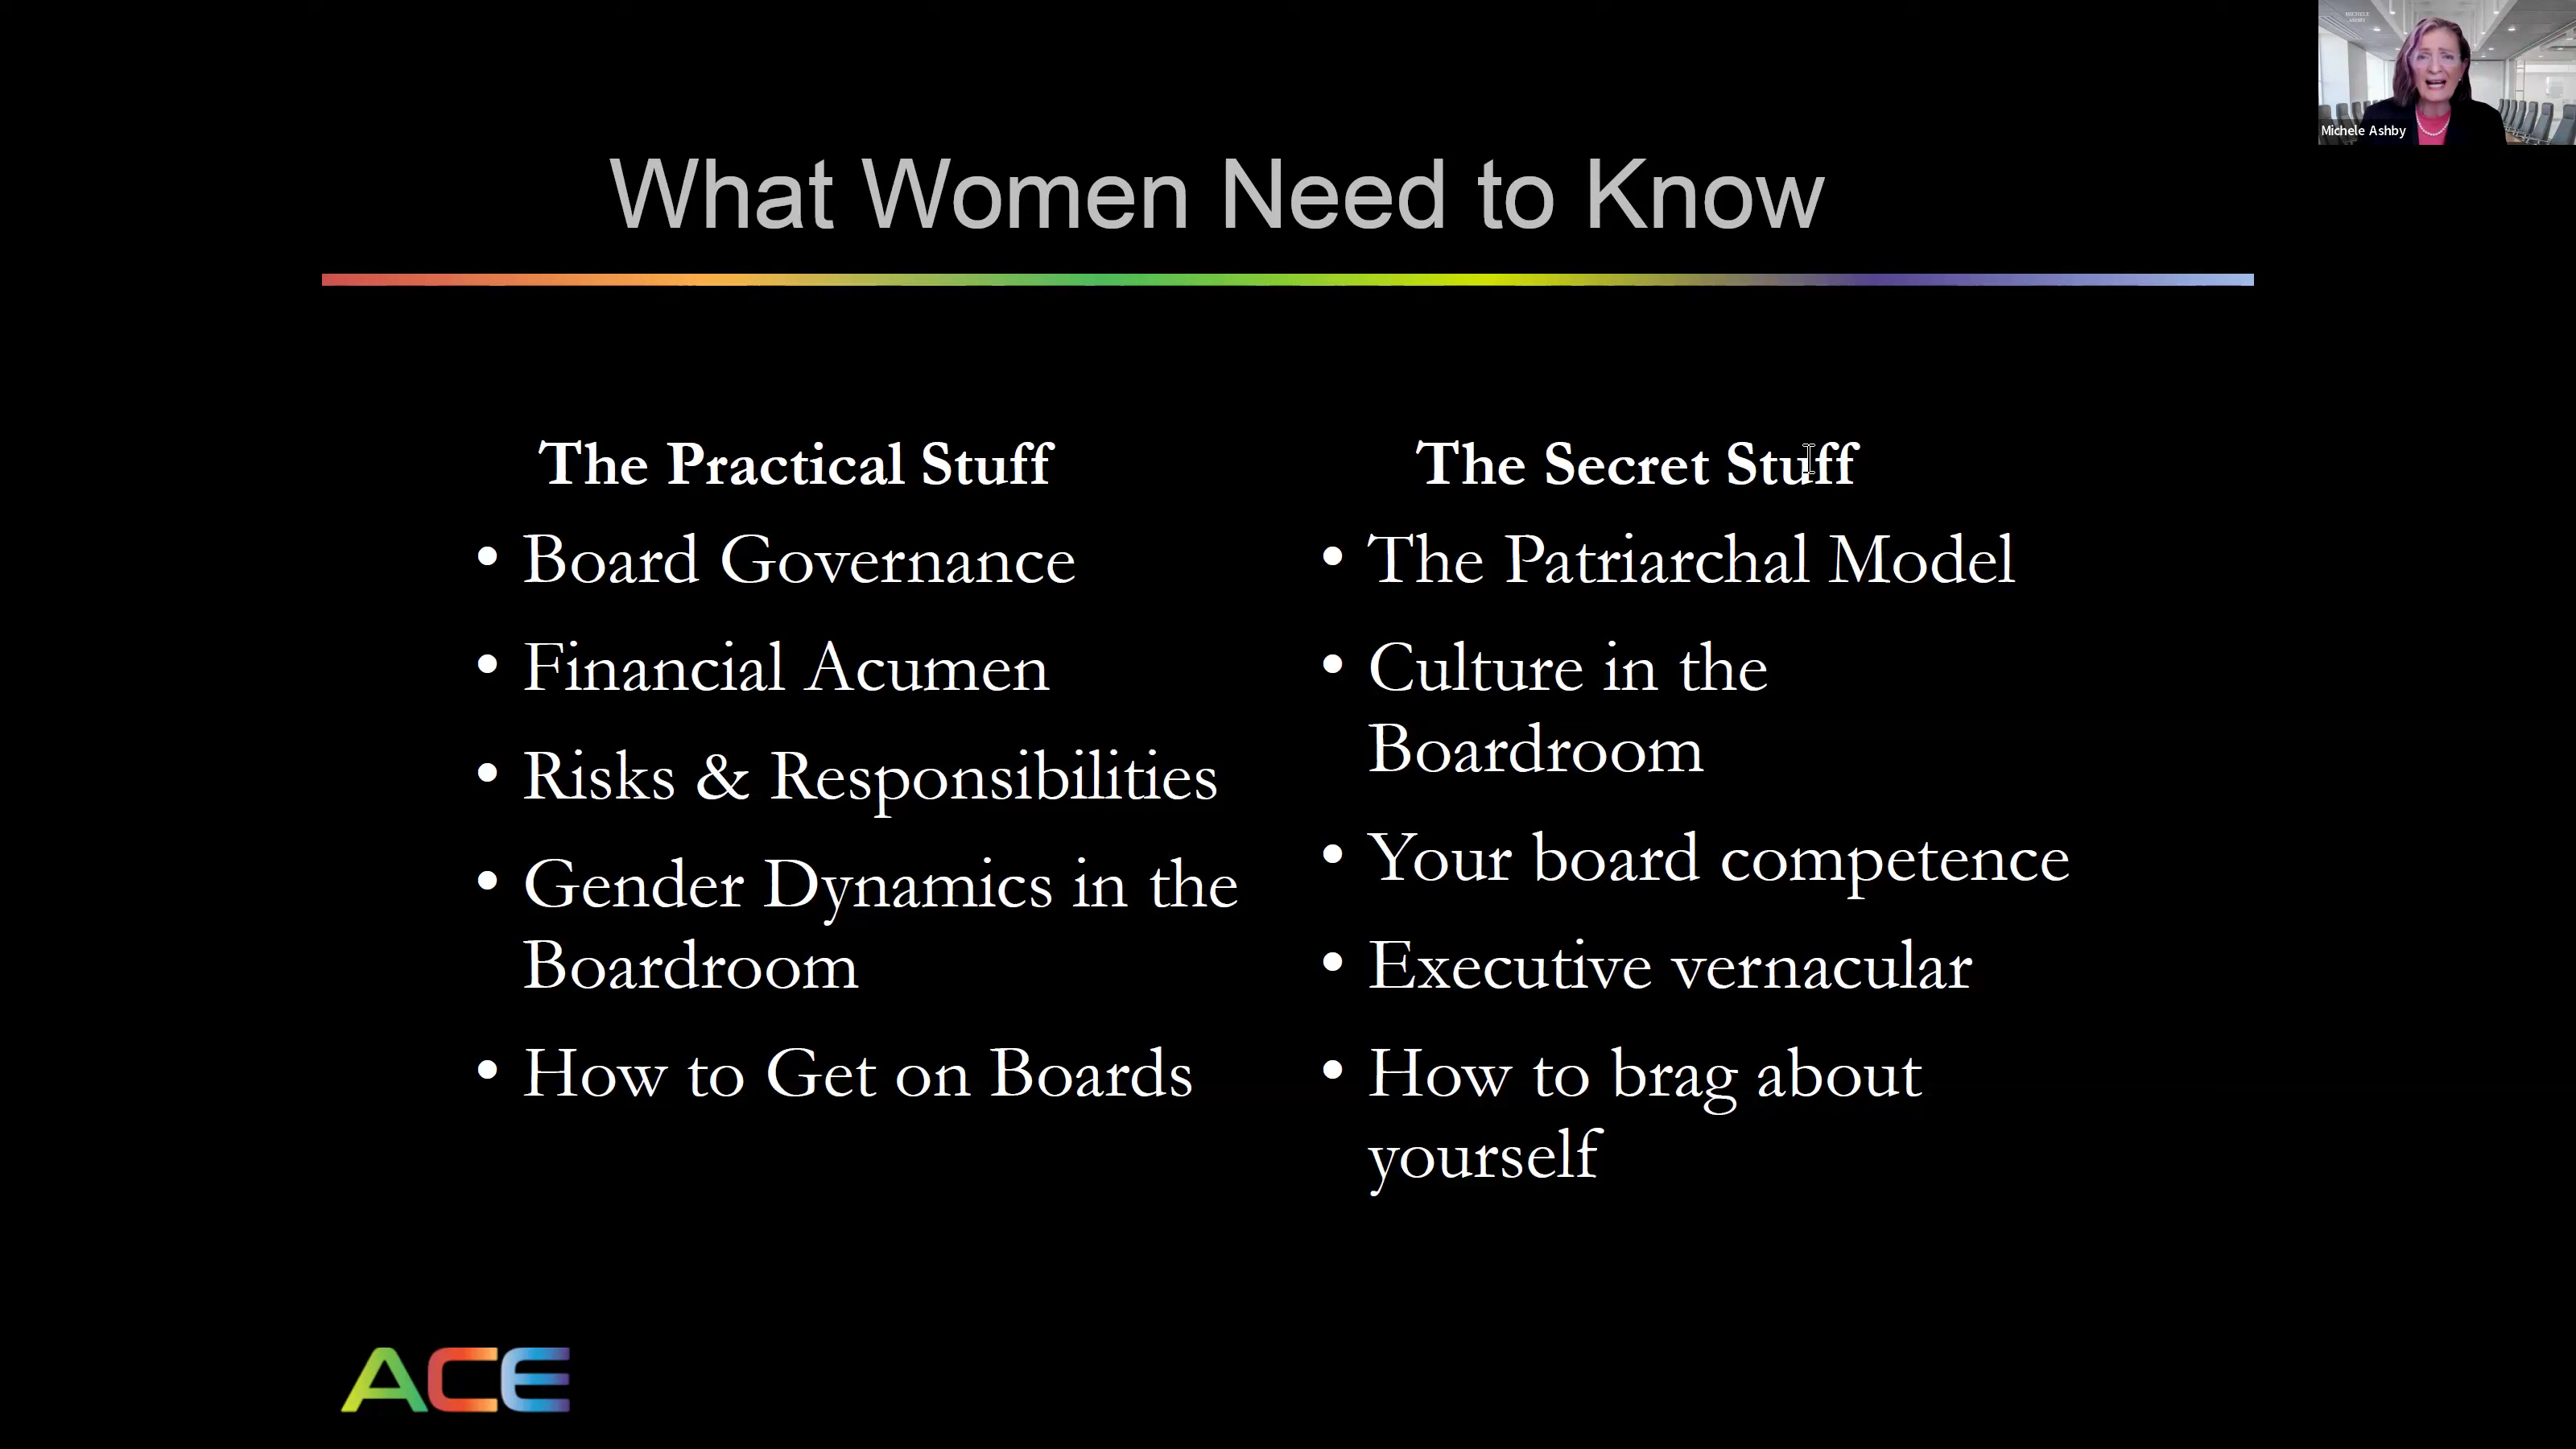 MICHELE
ASHBY
Michele Ashby
What Women Need to Know
The Practical Stuff
• Board Governance
• Financial Acumen
• Risks & Responsibilities
• Gender Dynamics in the
Boardroom
• How to Get on Boards
The Secret Stuff
• The Patriarchal Model
• Culture in the
Boardroom
• Your board competence
• Executive vernacular
• How to brag about
yourself
ACE